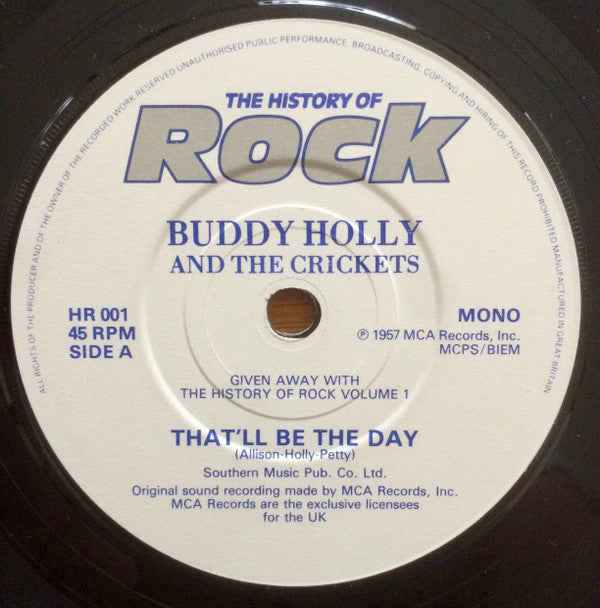 ALL RIGHTS OF THE PRODUCER AND OF THE OWNER OF THE RECORDED WORK RESERVED UNAUTHORISED PUBLIC PERFORMANCE. BROADCASTING. COPYING AND HIRING OF THIS RECORD PROHIBITED MANUFACTURED IN GREAT BRITAIN
THE HISTORY OF
Rock
BUDDY HOLLY
AND THE CRICKETS
HR 001
45 RPM
SIDE A
MONO
℗ 1957 MCA Records, Inc.
MCPS/BIEM
GIVEN AWAY WITH
THE HISTORY OF ROCK VOLUME 1
THAT'LL BE THE DAY
(Allison-Holly-Petty)
Southern Music Pub. Co. Ltd.
Original sound recording made by MCA Records, Inc.
MCA Records are the exclusive licensees
for the UK